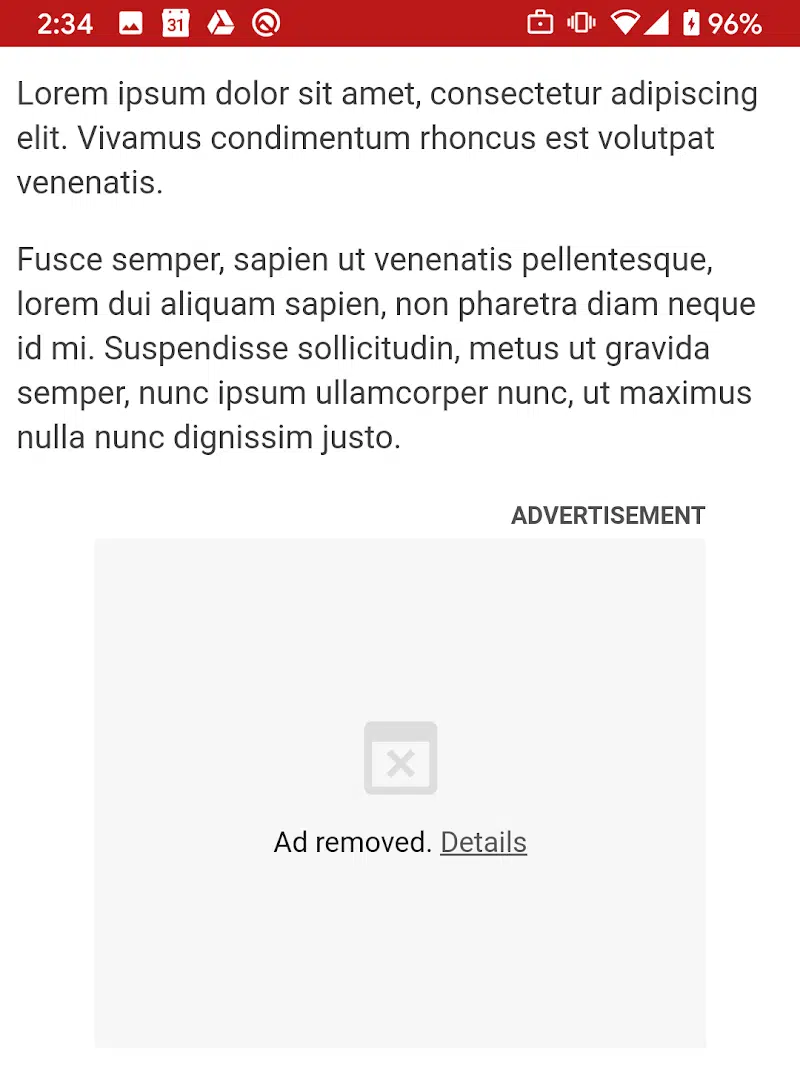 2:34 31 96%
Lorem ipsum dolor sit amet, consectetur adipiscing
elit. Vivamus condimentum rhoncus est volutpat
venenatis.
Fusce semper, sapien ut venenatis pellentesque,
lorem dui aliquam sapien, non pharetra diam neque
id mi. Suspendisse sollicitudin, metus ut gravida
semper, nunc ipsum ullamcorper nunc, ut maximus
nulla nunc dignissim justo.
ADVERTISEMENT
Ad removed. Details